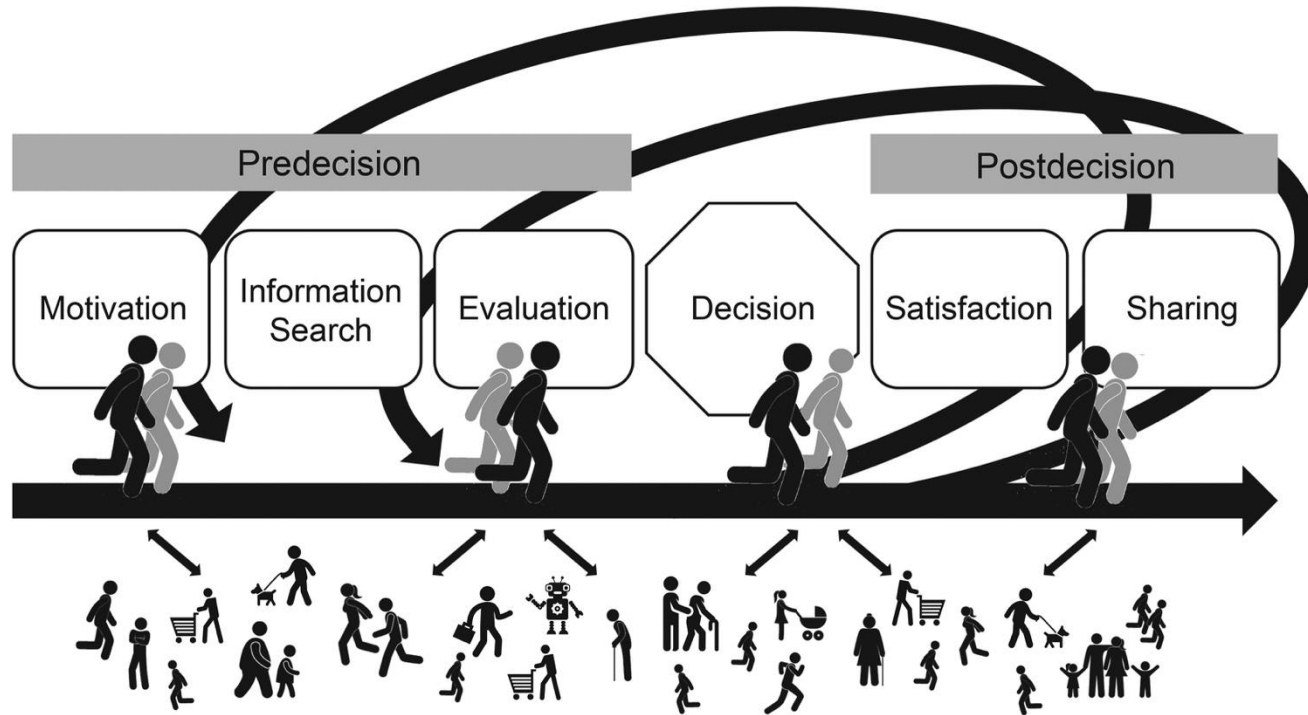 Predecision
Postdecision
Motivation
Information
Search
Evaluation
Decision
Satisfaction
Sharing